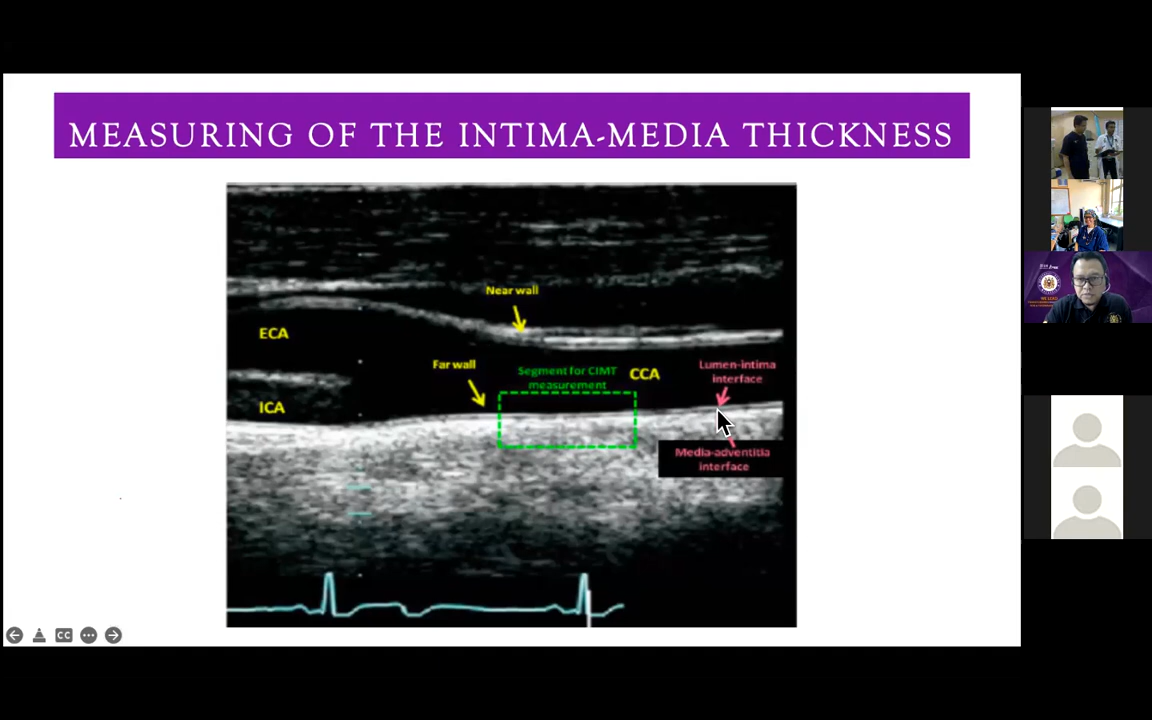 MEASURING OF THE INTIMA-MEDIA THICKNESS
Near wall
ECA
Far wall
Segment for CIMT
measurement
CCA
Lumen-intima
interface
ICA
Media-adventitia
interface
CC